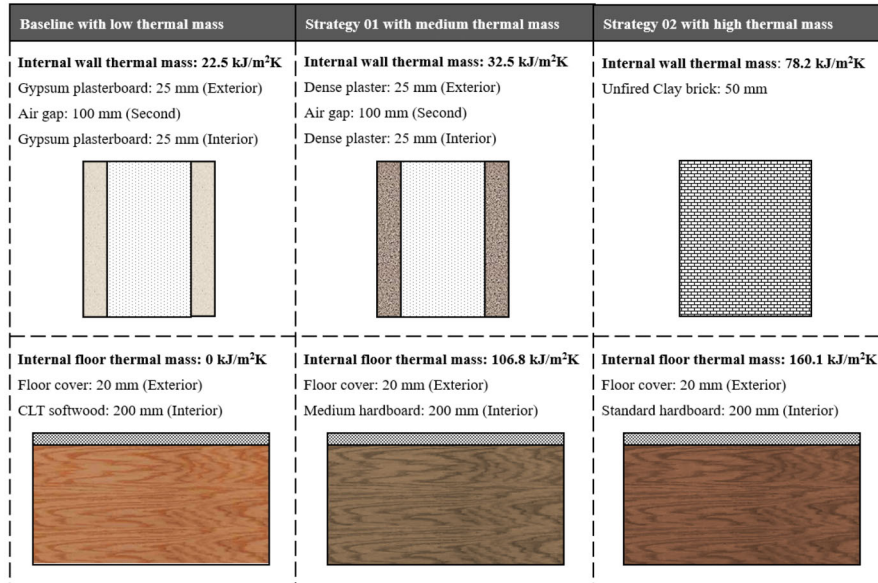 Baseline with low thermal mass
Strategy 01 with medium thermal mass
Strategy 02 with high thermal mass
Internal wall thermal mass: 22.5 kJ/m²K
Gypsum plasterboard: 25 mm (Exterior)
Air gap: 100 mm (Second)
Gypsum plasterboard: 25 mm (Interior)
Internal wall thermal mass: 32.5 kJ/m²K
Dense plaster: 25 mm (Exterior)
Air gap: 100 mm (Second)
Dense plaster: 25 mm (Interior)
Internal wall thermal mass: 78.2 kJ/m²K
Unfired Clay brick: 50 mm
Internal floor thermal mass: 0 kJ/m²K
Floor cover: 20 mm (Exterior)
CLT softwood: 200 mm (Interior)
Internal floor thermal mass: 106.8 kJ/m²K
Floor cover: 20 mm (Exterior)
Medium hardboard: 200 mm (Interior)
Internal floor thermal mass: 160.1 kJ/m²K
Floor cover: 20 mm (Exterior)
Standard hardboard: 200 mm (Interior)